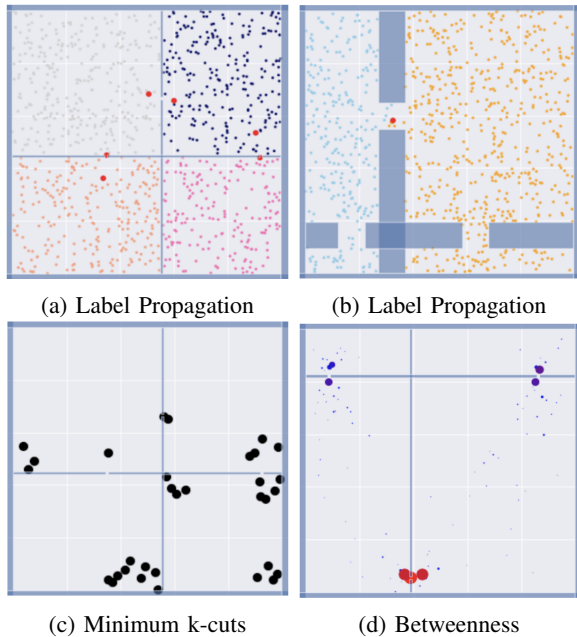 (a) Label Propagation
(b) Label Propagation
(c) Minimum k-cuts
(d) Betweenness